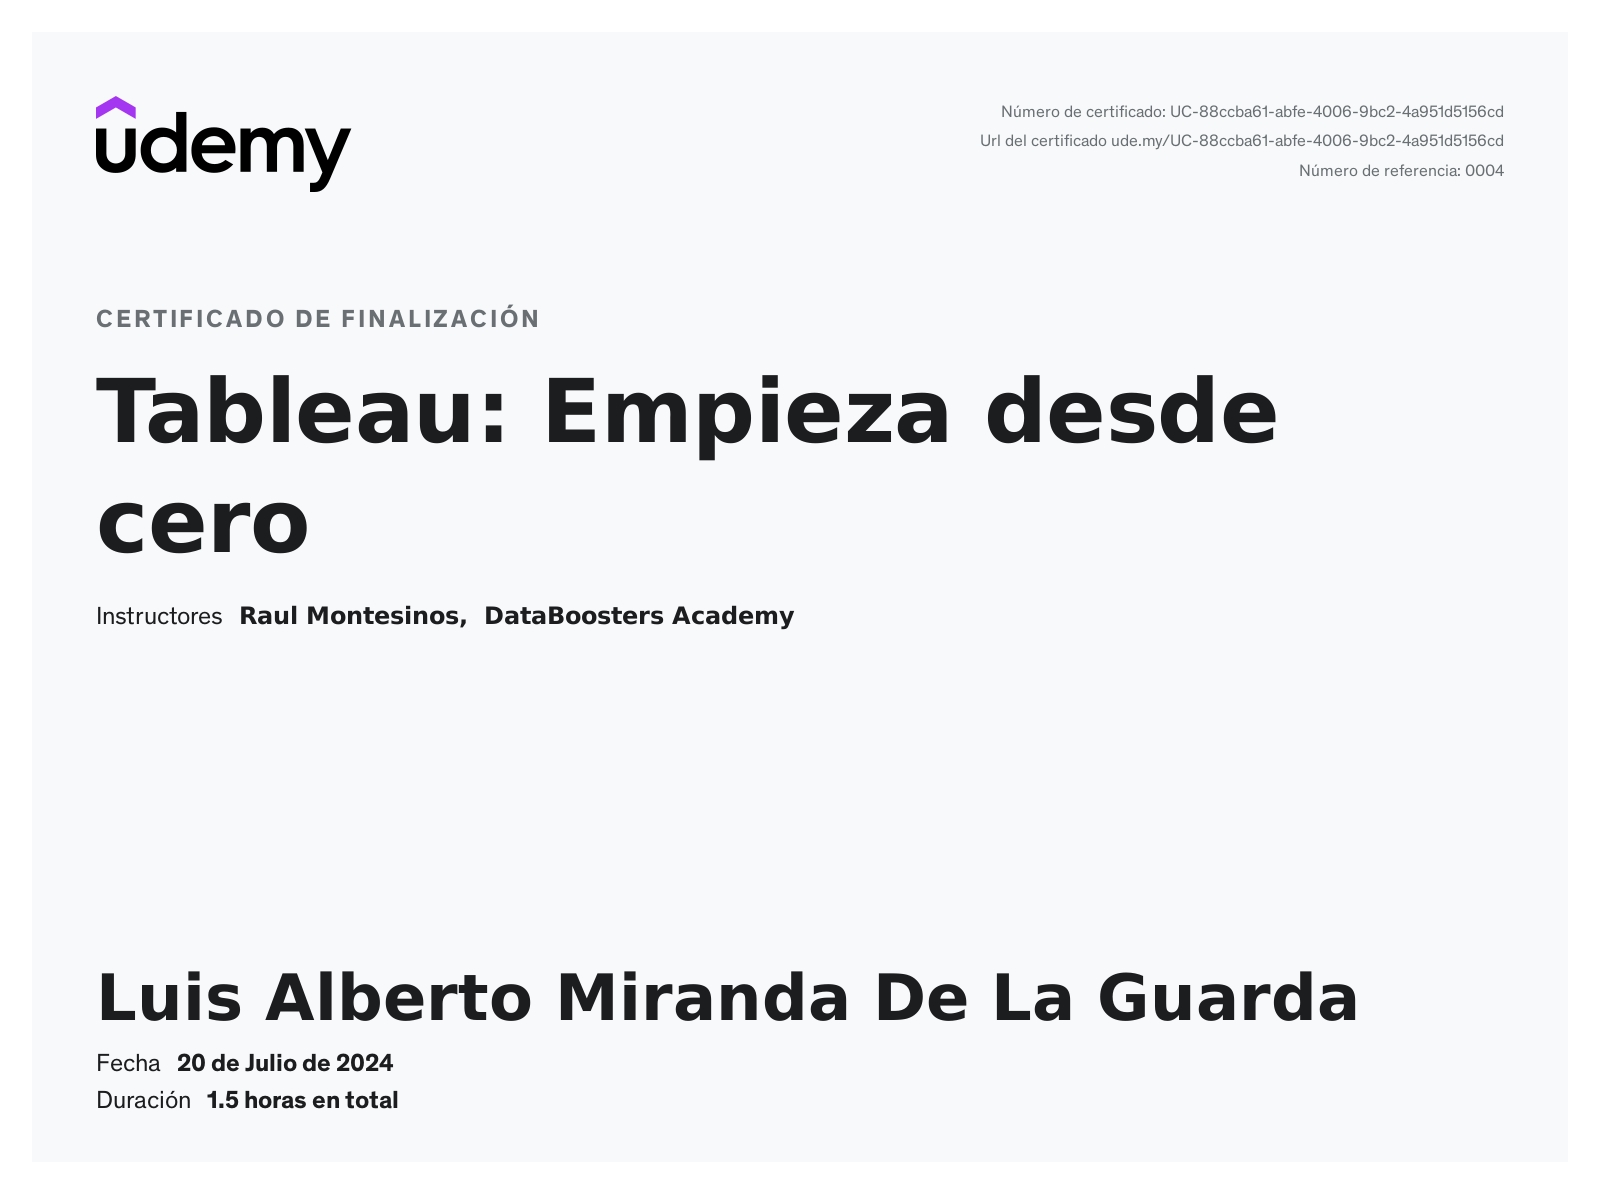 udemy
Número de certificado: UC-88ccba61-abfe-4006-9bc2-4a951d5156cd
Url del certificado ude.my/UC-88ccba61-abfe-4006-9bc2-4a951d5156cd
Número de referencia: 0004
CERTIFICADO DE FINALIZACIÓN
Tableau: Empieza desde
cero
Instructores Raul Montesinos, DataBoosters Academy
Luis Alberto Miranda De La Guarda
Fecha 20 de Julio de 2024
Duración 1.5 horas en total